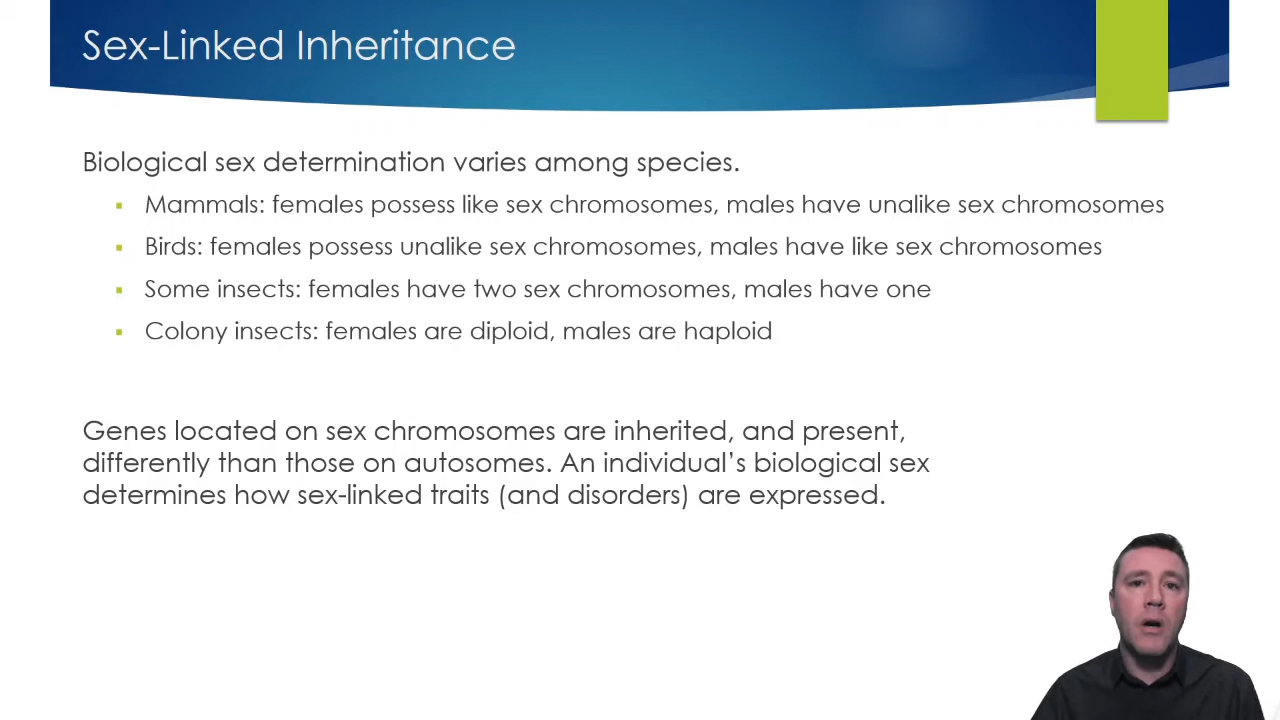 Sex-Linked Inheritance
Biological sex determination varies among species.
Mammals: females possess like sex chromosomes, males have unalike sex chromosomes
Birds: females possess unalike sex chromosomes, males have like sex chromosomes
Some insects: females have two sex chromosomes, males have one
Colony insects: females are diploid, males are haploid
Genes located on sex chromosomes are inherited, and present,
differently than those on autosomes. An individual’s biological sex
determines how sex-linked traits (and disorders) are expressed.